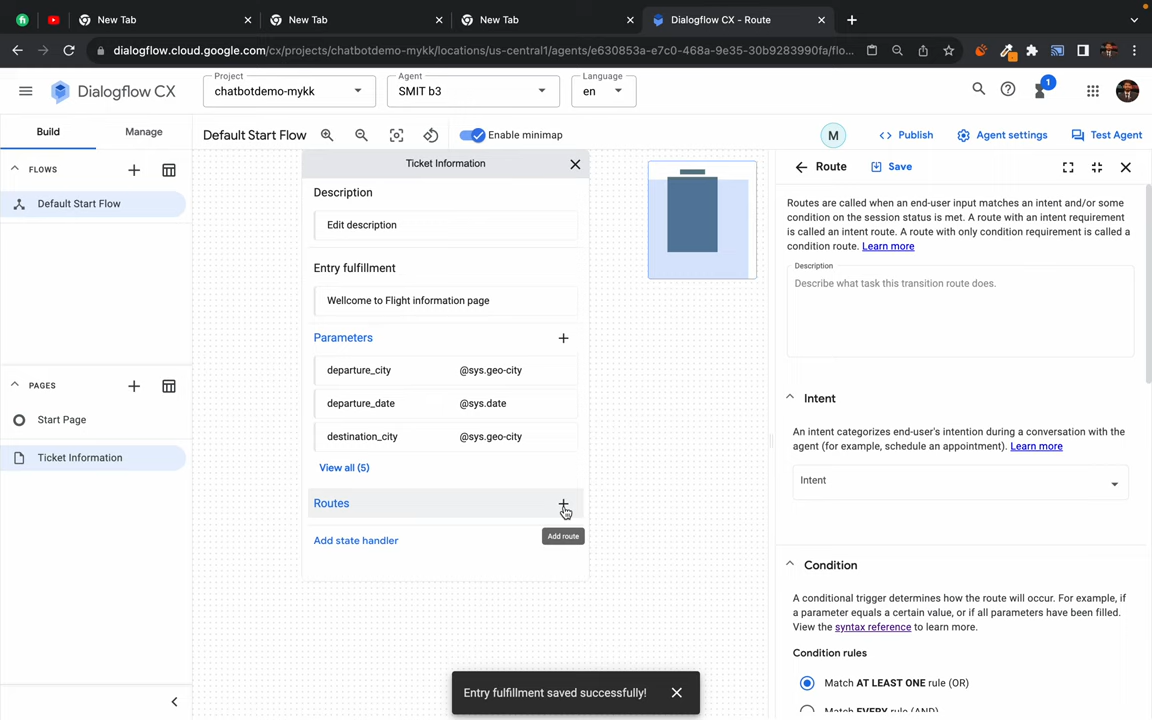 New Tab
New Tab
New Tab
Dialogflow CX - Route
dialogflow.cloud.google.com/cx/projects/chatbotdemo-mykk/locations/us-central1/agents/e630853a-e7c0-468a-9e35-30b9283990fa/flo...
Dialogflow CX
Project
chatbotdemo-mykk
Agent
SMIT b3
Language
en
1
Build
Manage
Default Start Flow
Enable minimap
M
Publish
Agent settings
Test Agent
FLOWS
Default Start Flow
PAGES
Start Page
Ticket Information
Ticket Information
Description
Edit description
Entry fulfillment
Wellcome to Flight information page
Parameters
departure_city @sys.geo-city
departure_date @sys.date
destination_city @sys.geo-city
View all (5)
Routes
Add route
Add state handler
Entry fulfillment saved successfully!
Route
Save
Routes are called when an end-user input matches an intent and/or some
condition on the session status is met. A route with an intent requirement
is called an intent route. A route with only condition requirement is called a
condition route. Learn more
Description
Describe what task this transition route does.
Intent
An intent categorizes end-user's intention during a conversation with the
agent (for example, schedule an appointment). Learn more
Intent
Condition
A conditional trigger determines how the route will occur. For example, if
a parameter equals a certain value, or if all parameters have been filled.
View the syntax reference to learn more.
Condition rules
Match AT LEAST ONE rule (OR)
Match EVERY rule (AND)